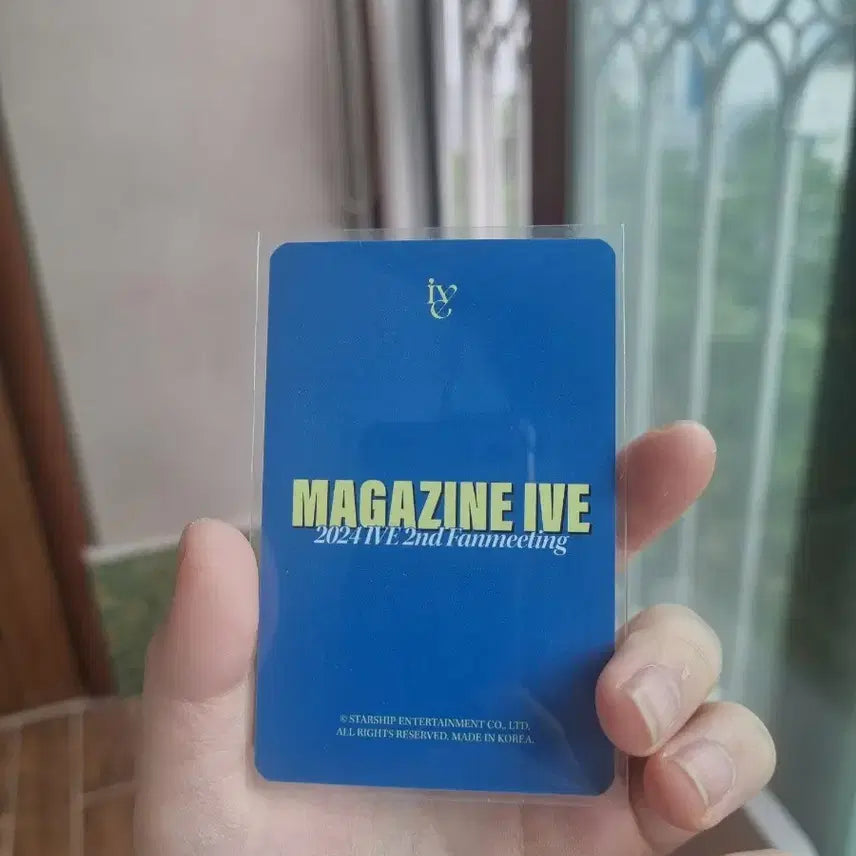 ive
MAGAZINE IVE
2024 IVE 2nd Fanmeeting
© STARSHIP ENTERTAINMENT CO., LTD.
ALL RIGHTS RESERVED. MADE IN KOREA.